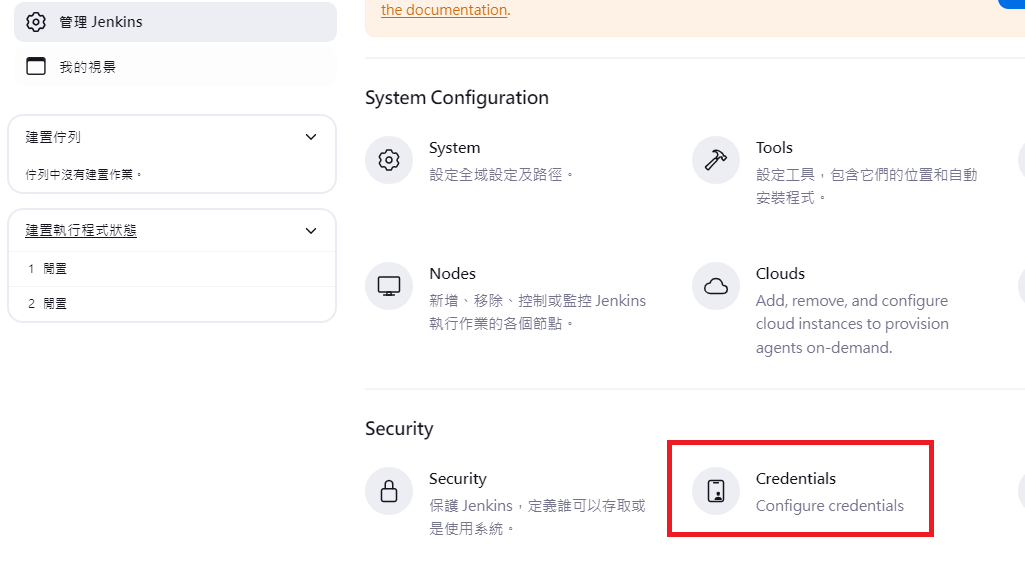 管理 Jenkins
我的視景
建置佇列
佇列中沒有建置作業。
建置執行程式狀態
1 閒置
2 閒置
the documentation.
System Configuration
System
設定全域設定及路徑。
Tools
設定工具，包含它們的位置和自動
安裝程式。
Nodes
新增、移除、控制或監控 Jenkins
執行作業的各個節點。
Clouds
Add, remove, and configure
cloud instances to provision
agents on-demand.
Security
Security
保護 Jenkins，定義誰可以存取或
是使用系統。
Credentials
Configure credentials